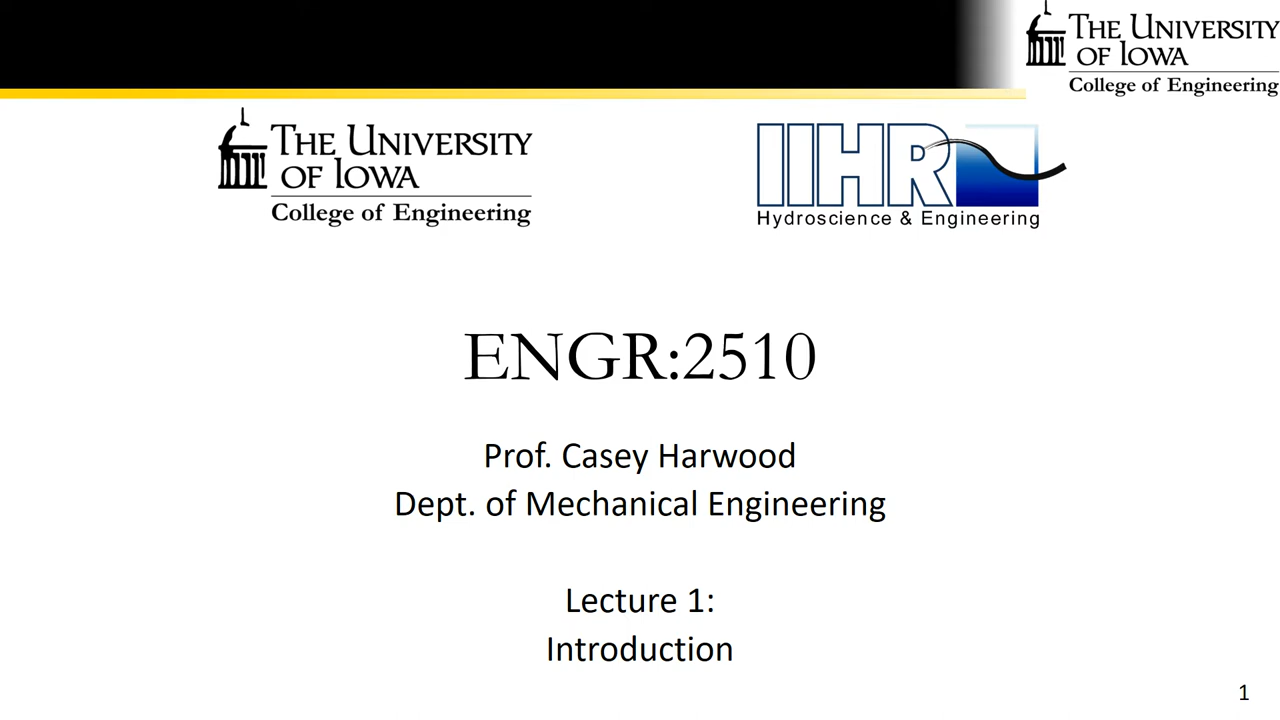 THE UNIVERSITY
OF IOWA
College of Engineering
THE UNIVERSITY
OF IOWA
College of Engineering
IIHR
Hydroscience & Engineering
ENGR:2510
Prof. Casey Harwood
Dept. of Mechanical Engineering
Lecture 1:
Introduction
1